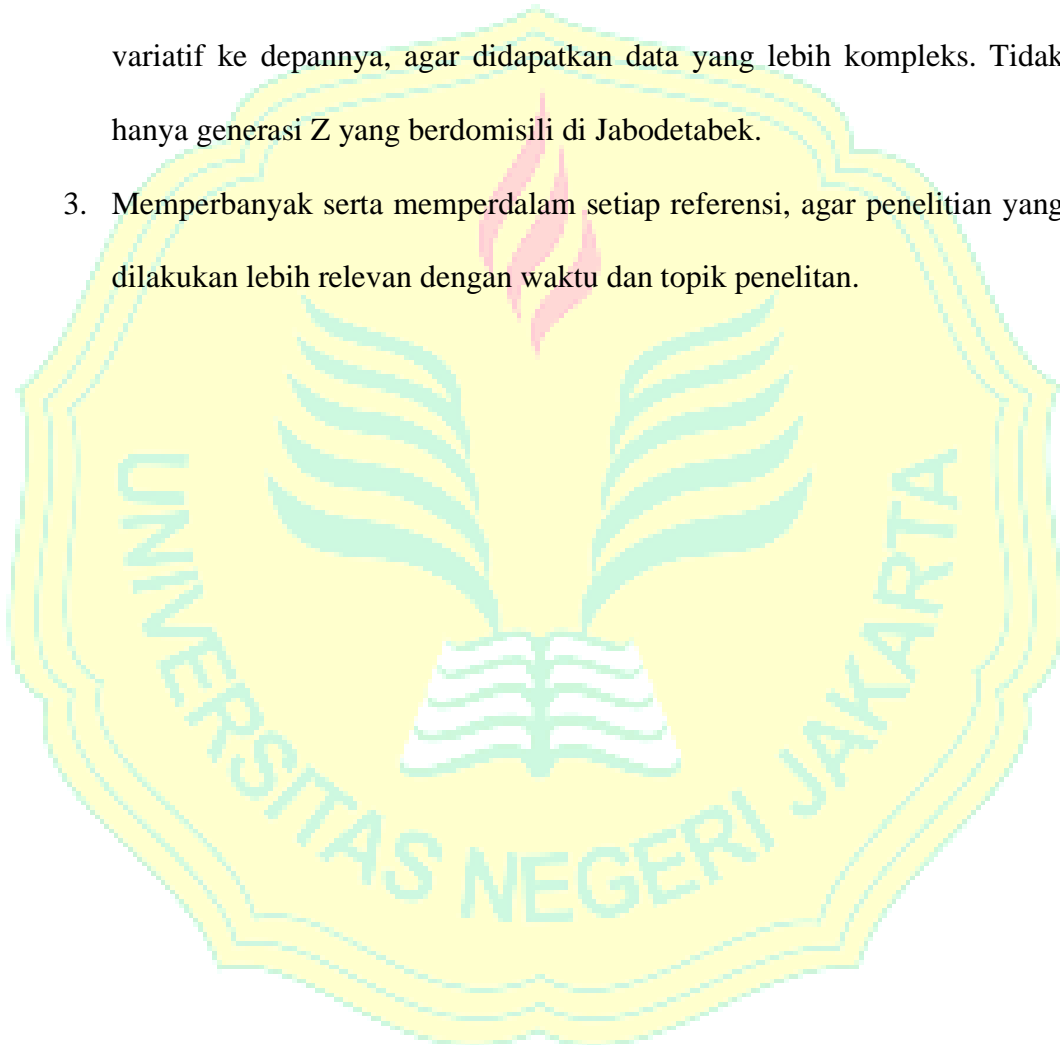 variatif ke depannya, agar didapatkan data yang lebih kompleks. Tidak
hanya generasi Z yang berdomisili di Jabodetabek.
3. Memperbanyak serta memperdalam setiap referensi, agar penelitian yang
dilakukan lebih relevan dengan waktu dan topik penelitan.
UNIVERSITAS NEGERI JAKARTA